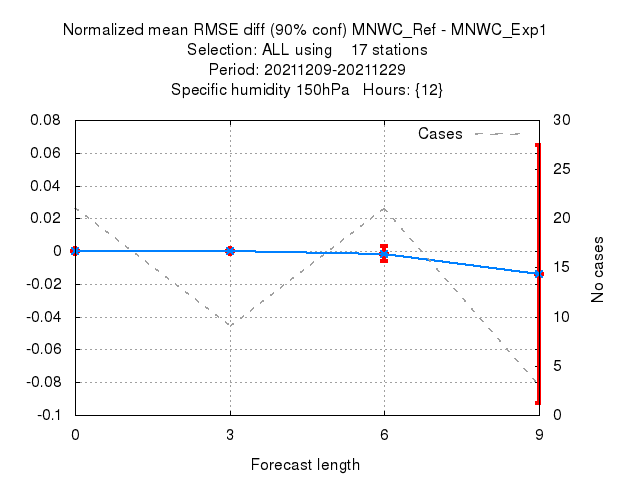 Normalized mean RMSE diff (90% conf) MNWC_Ref - MNWC_Exp1
Selection: ALL using    17 stations
Period: 20211209-20211229
Specific humidity 150hPa   Hours: {12}
Cases
0.08
0.06
0.04
0.02
0
-0.02
-0.04
-0.06
-0.08
-0.1
30
25
20
15
10
5
0
No cases
0 3 6 9
Forecast length